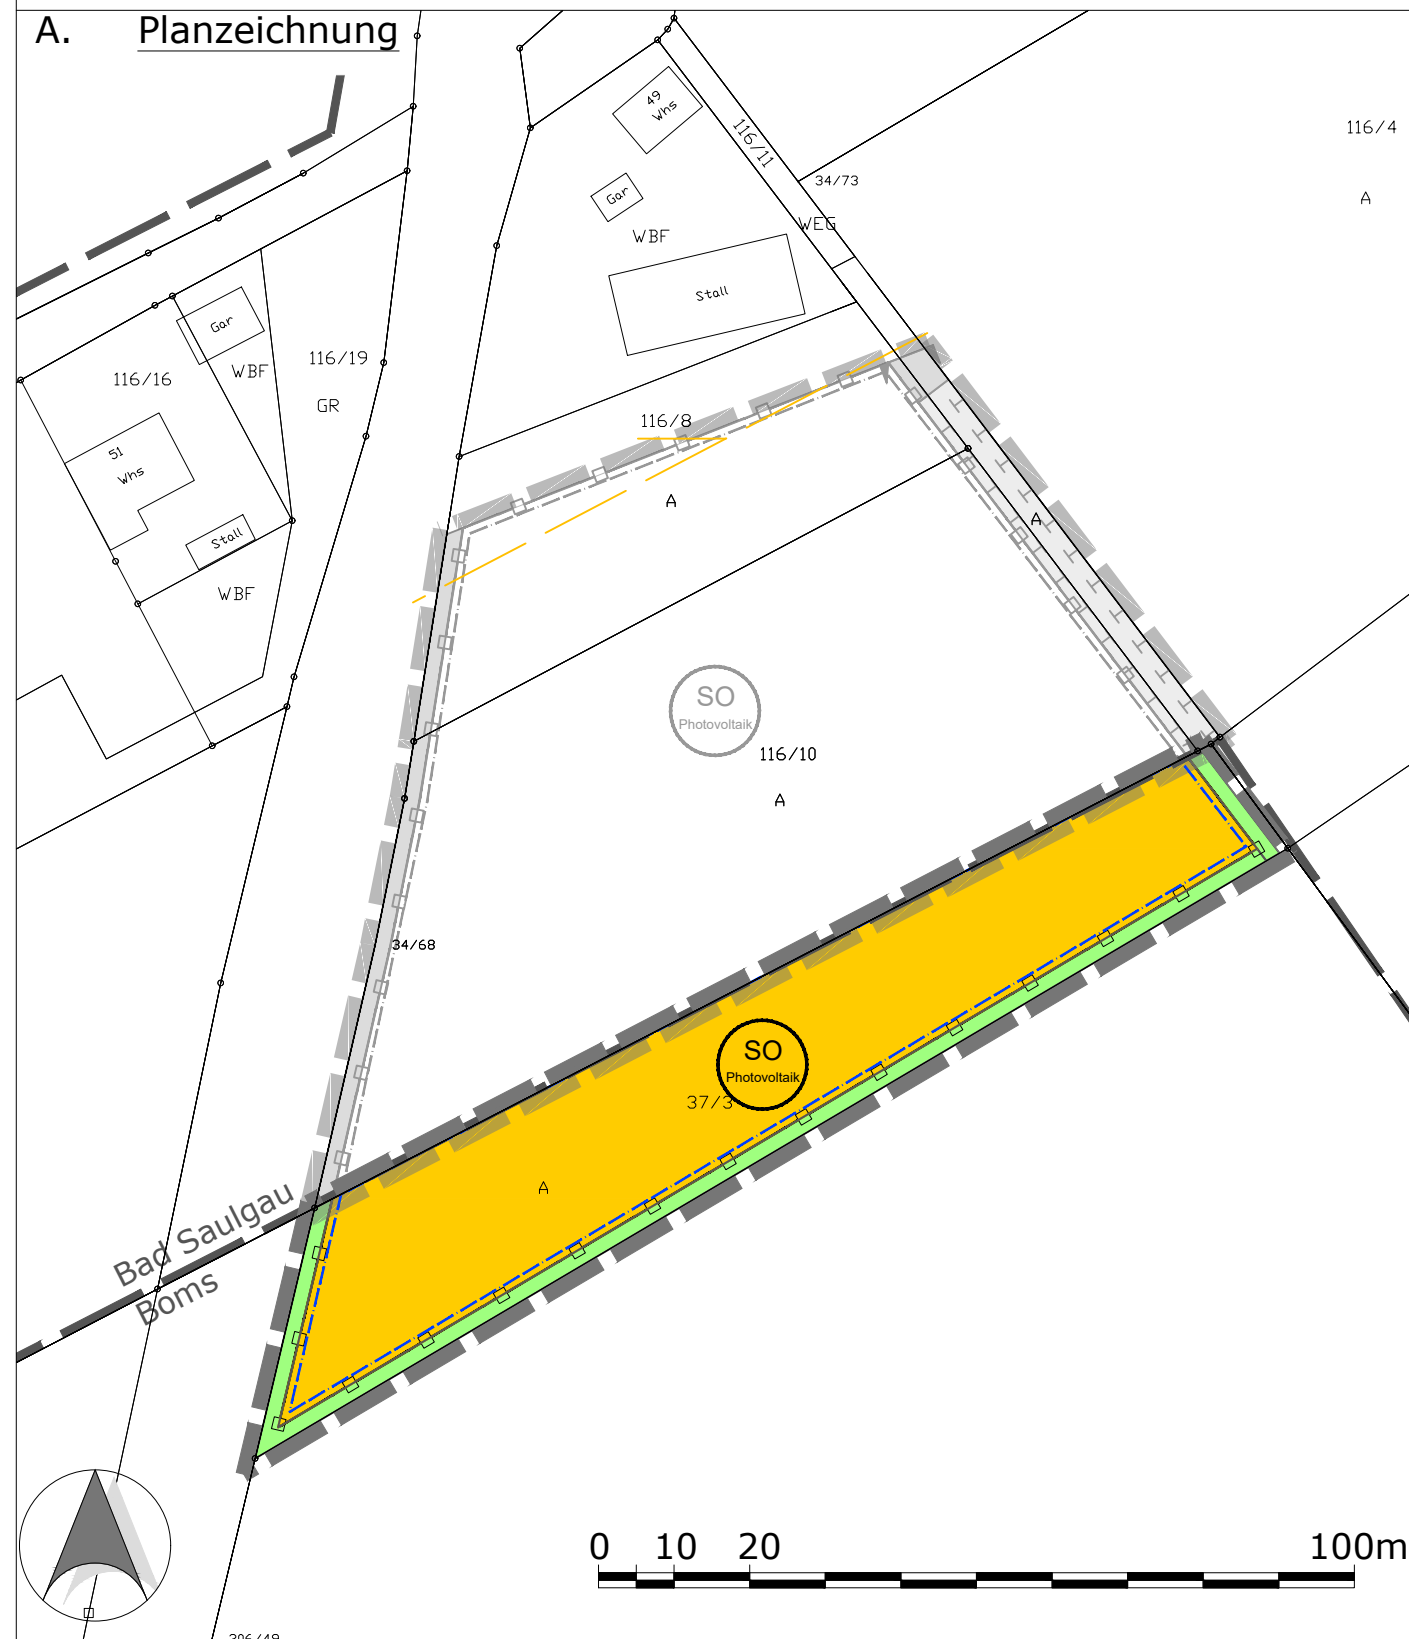 A. Planzeichnung
49
Whs
116/11
116/4
34/73
A
Gar
WEG
WBF
Stall
Gar
116/19
WBF
116/16
GR
116/8
51
Whs
A
A
Stall
WBF
SO
Photovoltaik
116/10
A
34/68
SO
Photovoltaik
37/3
A
Bad Saulgau
Boms
0 10 20 100m